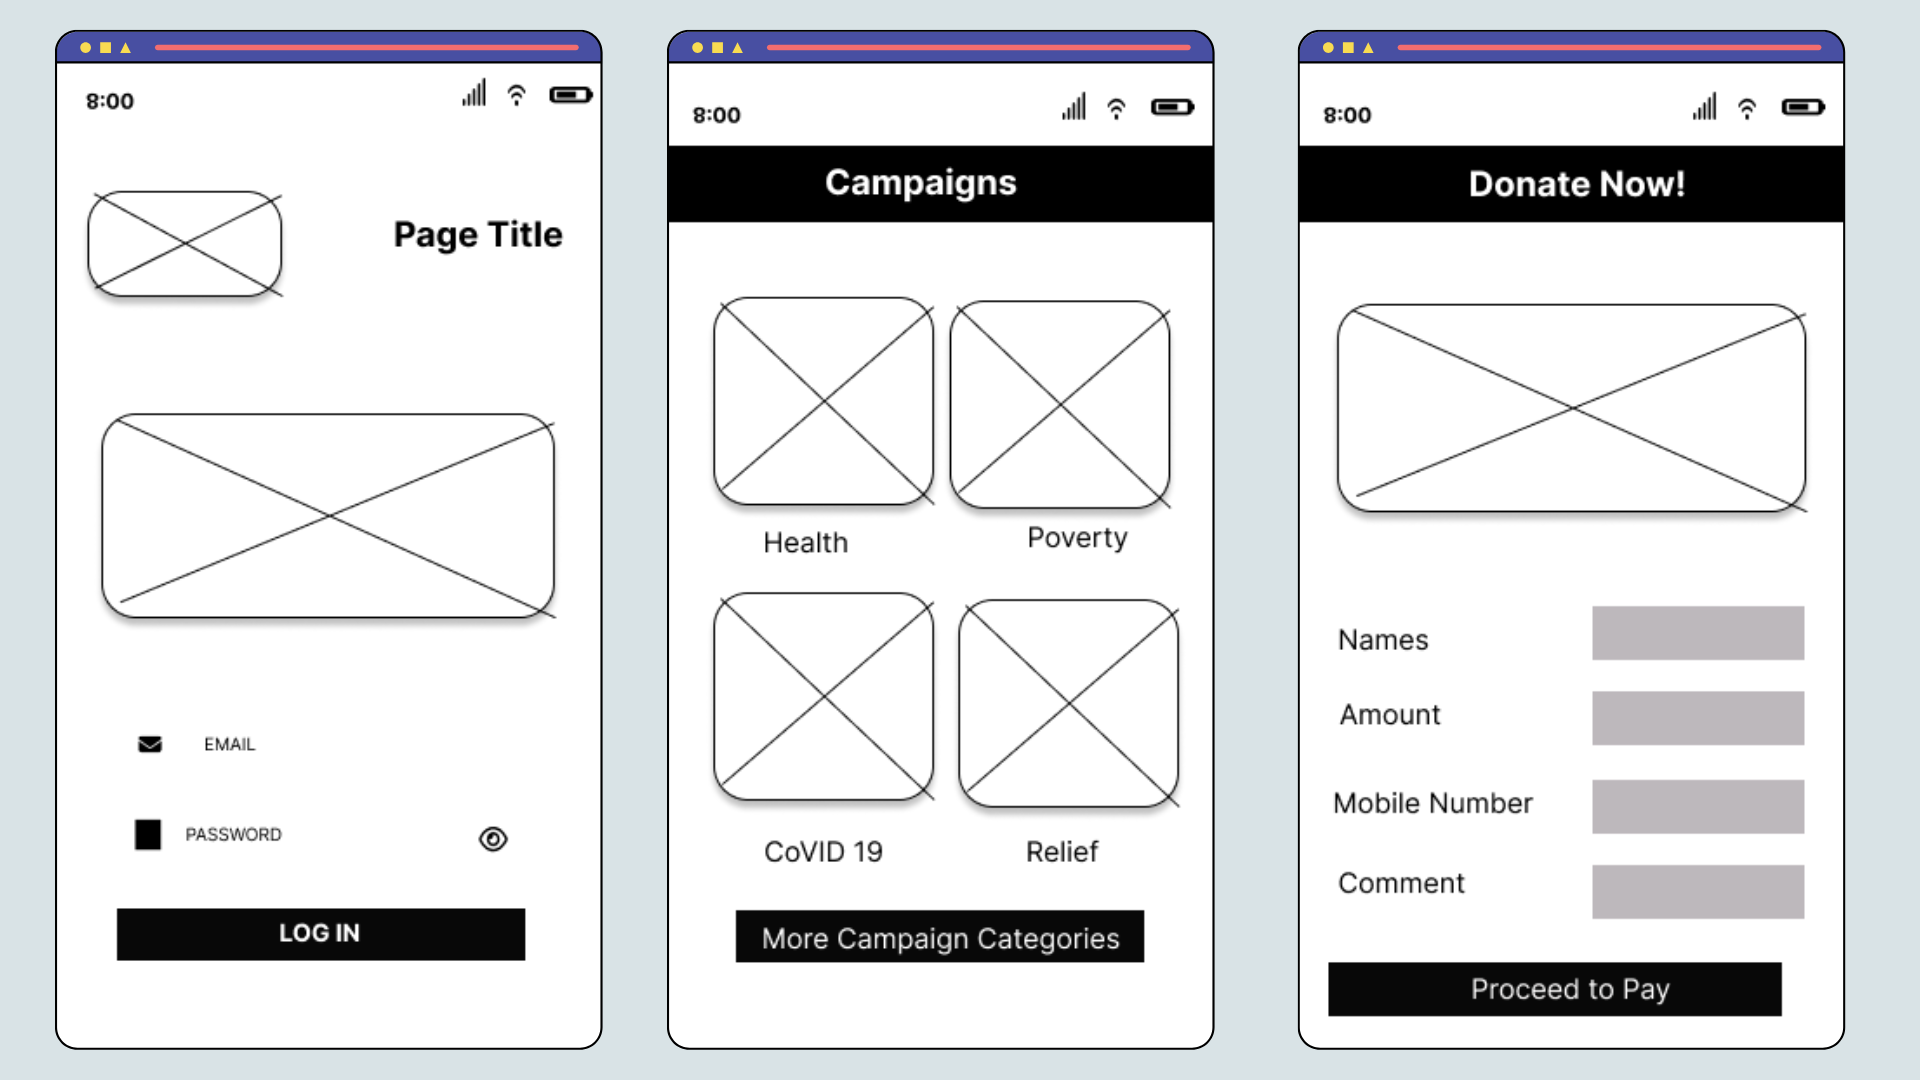 8:00
Page Title
EMAIL
PASSWORD
LOG IN
8:00
Campaigns
Health
Poverty
CoVID 19
Relief
More Campaign Categories
8:00
Donate Now!
Names
Amount
Mobile Number
Comment
Proceed to Pay